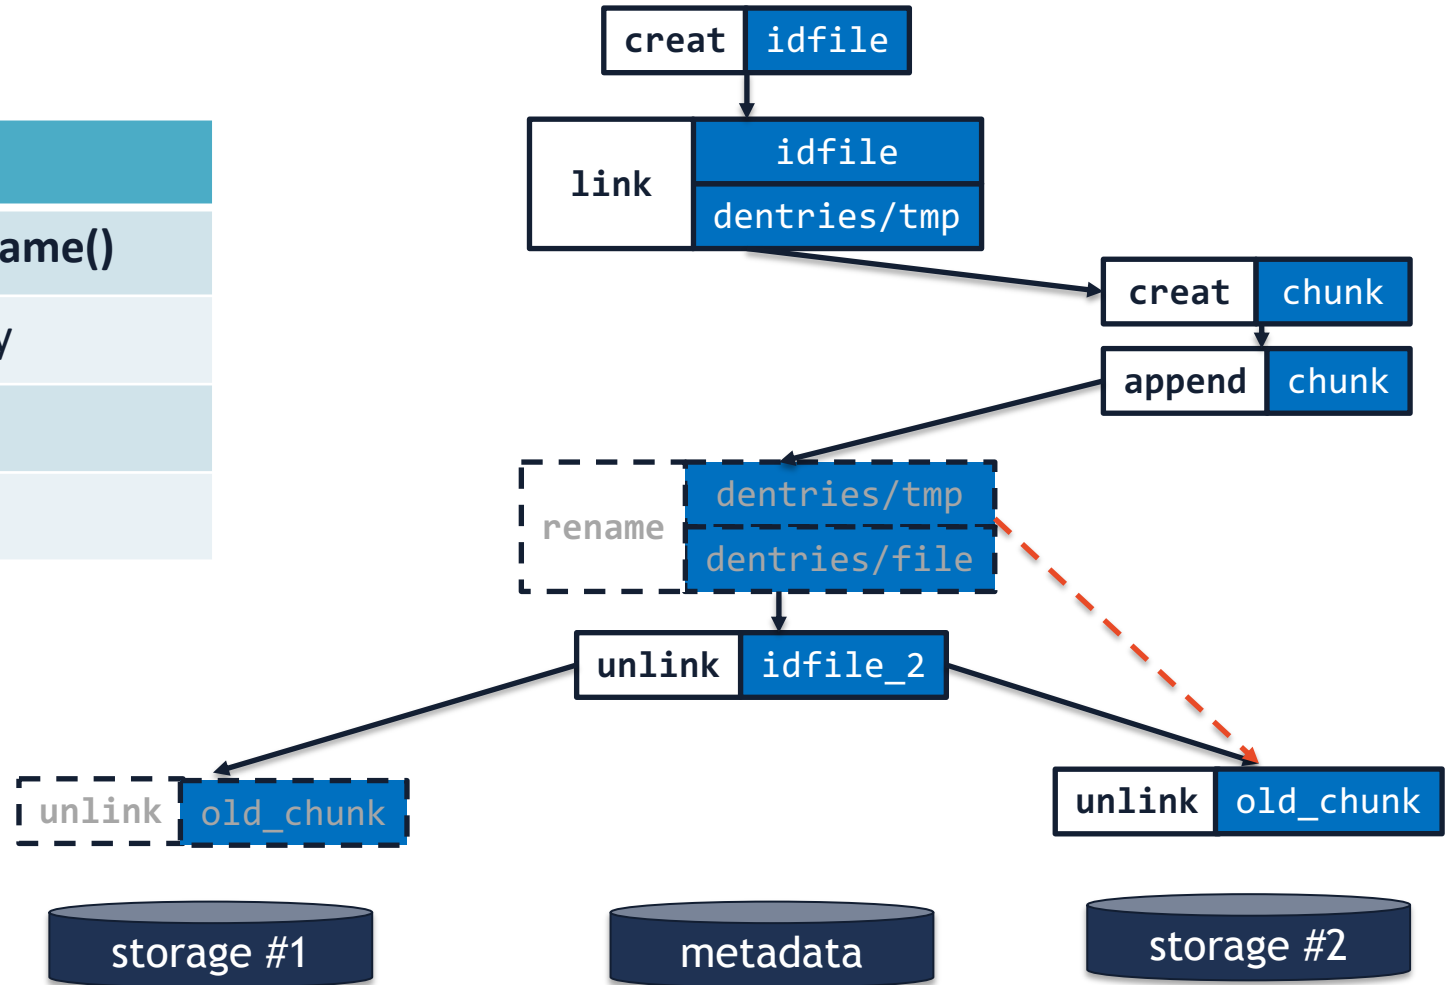 creat idfile
link idfile
dentries/tmp
ame()
creat chunk
append chunk
rename dentries/tmp
dentries/file
unlink idfile_2
unlink old_chunk
unlink old_chunk
storage #1
metadata
storage #2